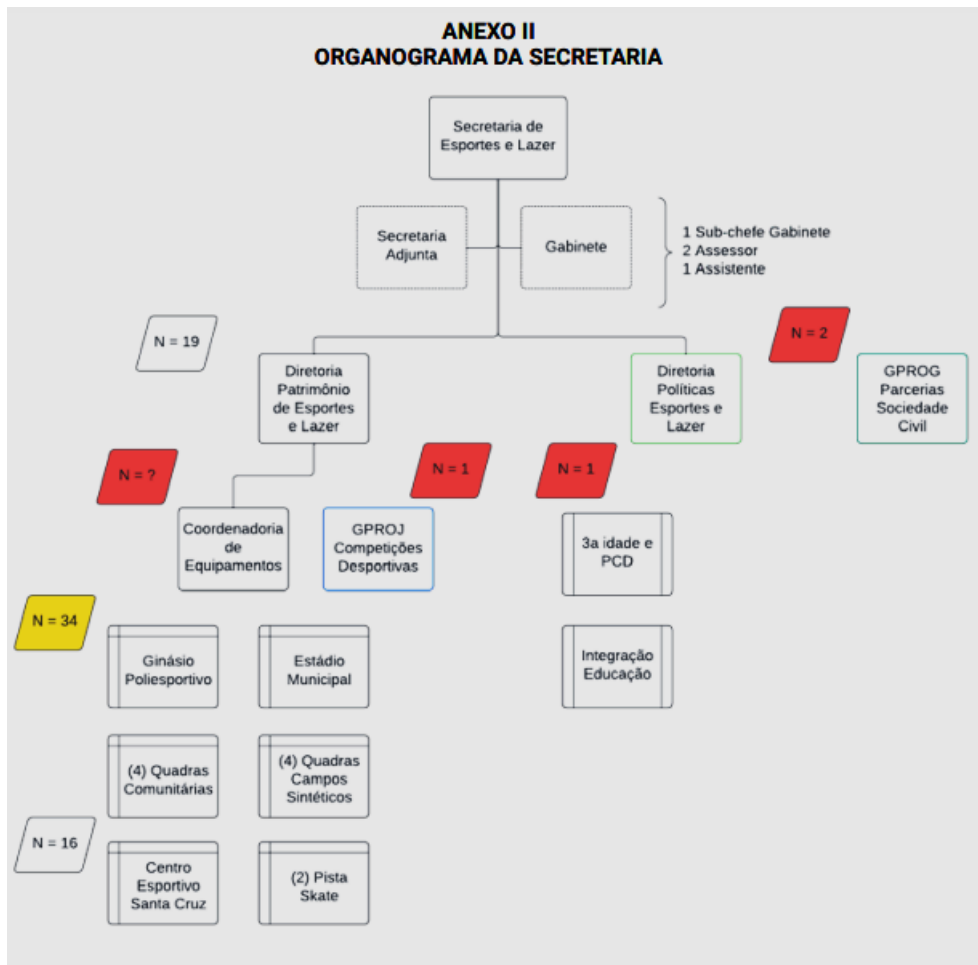 ANEXO II
ORGANOGRAMA DA SECRETARIA
Secretaria de
Esportes e Lazer
Secretaria
Adjunta
Gabinete
1 Sub-chefe Gabinete
2 Assessor
1 Assistente
N = 19
Diretoria
Patrimônio
de Esportes
e Lazer
Diretoria
Políticas
Esportes e
Lazer
N = 2
GPROG
Parcerias
Sociedade
Civil
N = ?
Coordenadoria
de
Equipamentos
N = 1
GPROJ
Competições
Desportivas
N = 1
3a idade e
PCD
N = 34
Ginásio
Poliesportivo
Estádio
Municipal
Integração
Educação
(4) Quadras
Comunitárias
(4) Quadras
Campos
Sintéticos
N = 16
Centro
Esportivo
Santa Cruz
(2) Pista
Skate